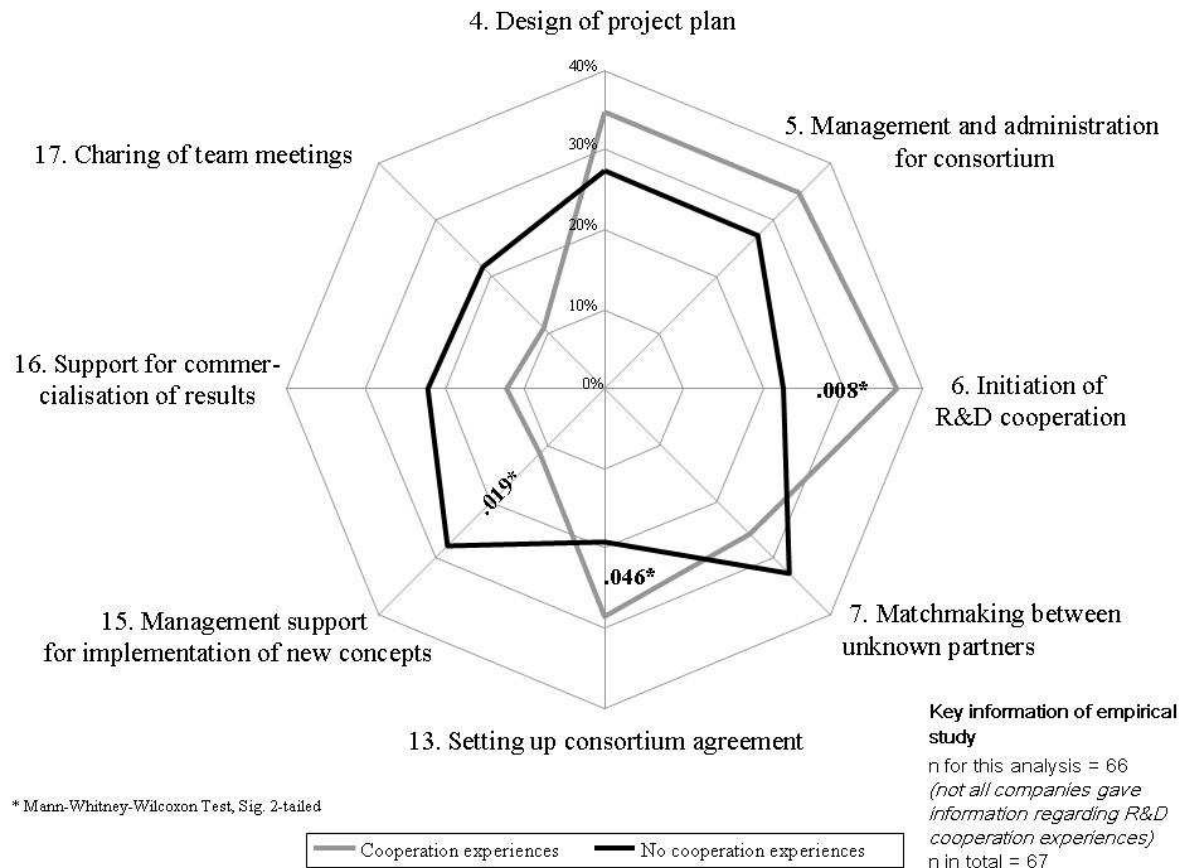 4. Design of project plan
40%
17. Charing of team meetings
5. Management and administration
for consortium
30%
20%
10%
16. Support for commer-
cialisation of results
0%
.008*
6. Initiation of
R&D cooperation
.019*
.046*
15. Management support
for implementation of new concepts
7. Matchmaking between
unknown partners
13. Setting up consortium agreement
Key information of empirical
study
n for this analysis = 66
(not all companies gave
information regarding R&D
cooperation experiences)
n in total = 67
* Mann-Whitney-Wilcoxon Test, Sig. 2-tailed
Cooperation experiences No cooperation experiences